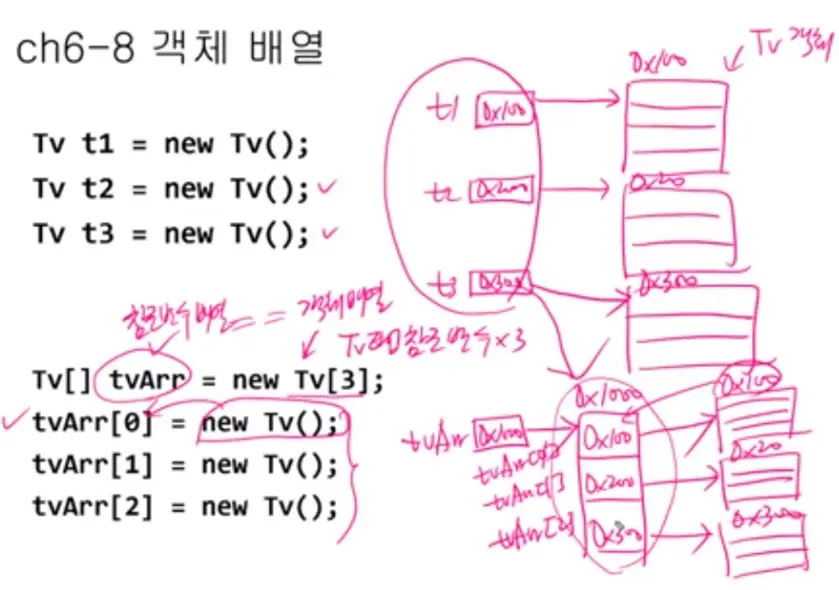 ch6-8 객체 배열
Tv t1 = new Tv();
Tv t2 = new Tv();
Tv t3 = new Tv();
참조변수배열 == 객체배열
Tv타입 참조변수×3
Tv[] tvArr = new Tv[3];
tvArr[0] = new Tv();
tvArr[1] = new Tv();
tvArr[2] = new Tv();
0x100
Tv 객체
t1 0x100
t2 0x200
t3 0x300
0x300
0x1000
0x100
tvArr
0x100
tvArr[0]
0x200
tvArr[1]
tvArr[2] 0x300
0x300